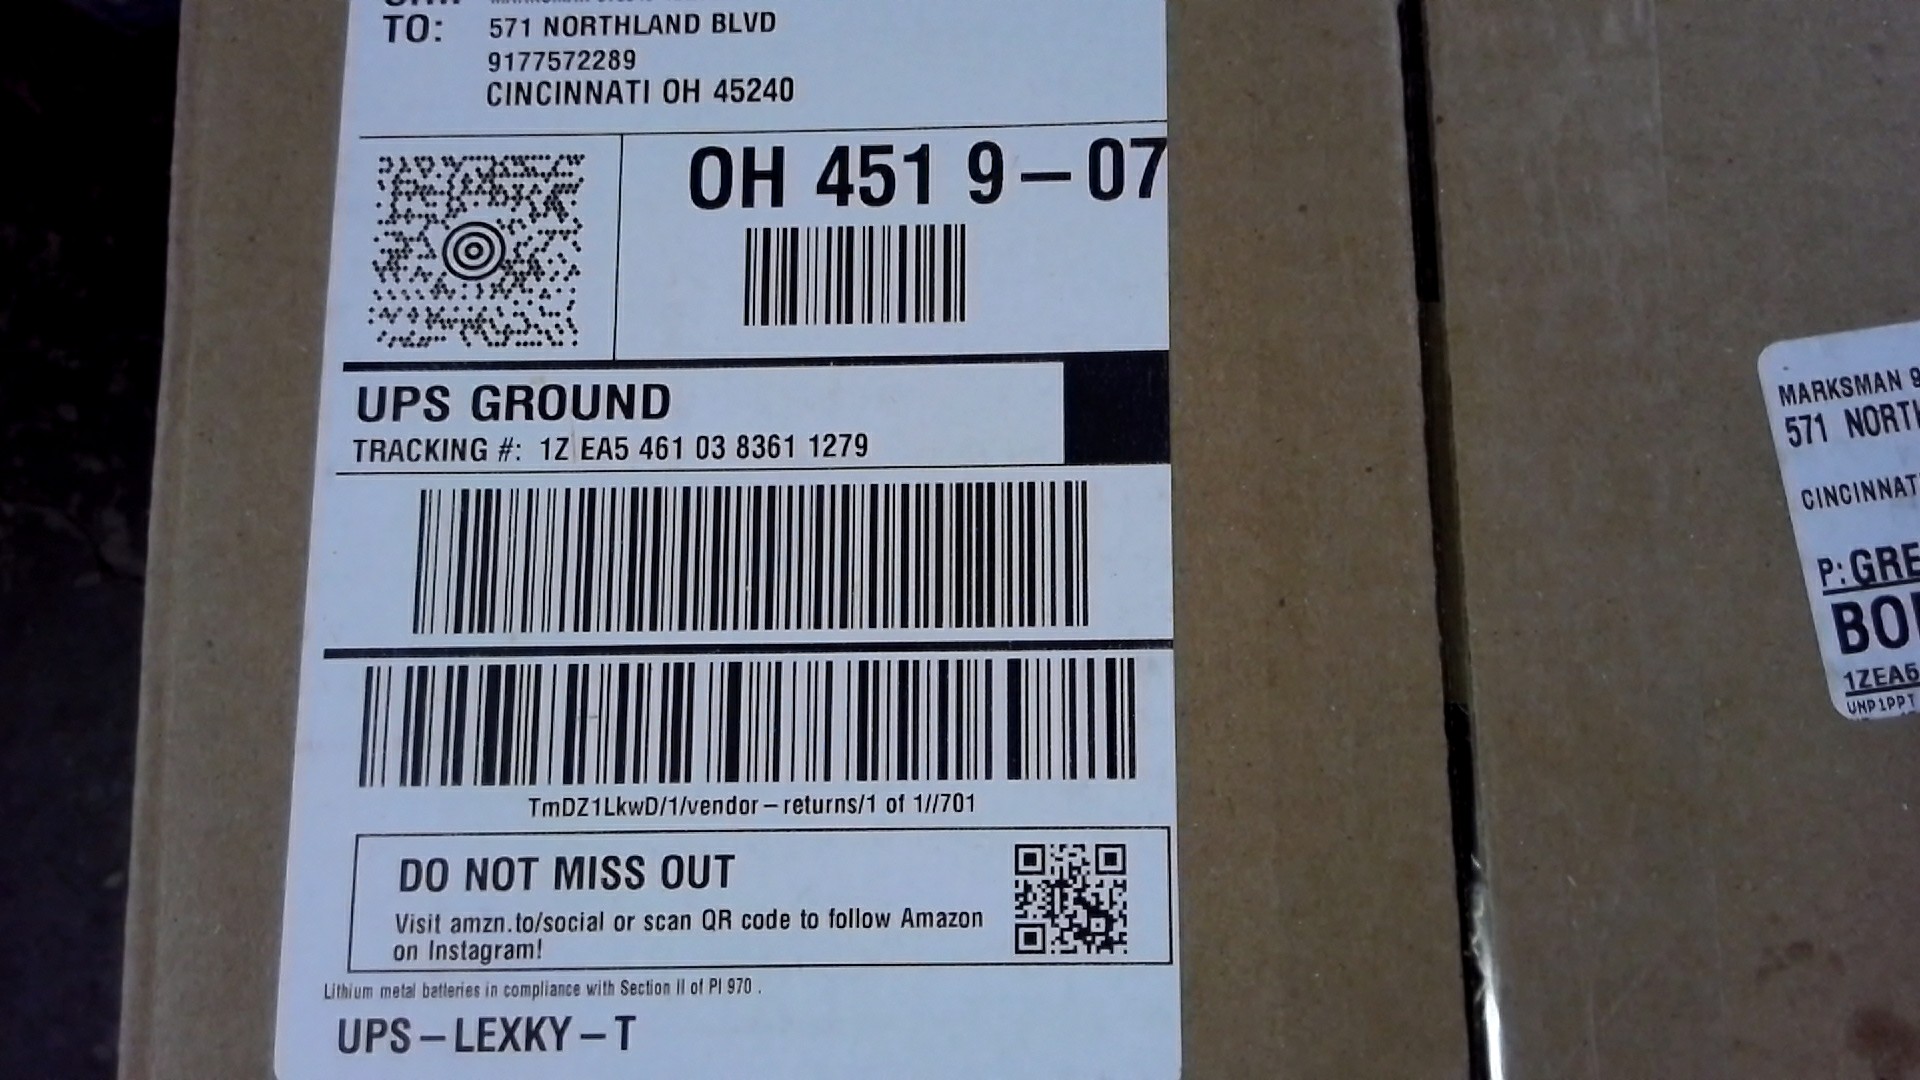 TO: 571 NORTHLAND BLVD
9177572289
CINCINNATI OH 45240
OH 451 9-07
UPS GROUND
TRACKING #: 1Z EA5 461 03 8361 1279
TmDZ1LkwD/1/vendor-returns/1 of 1//701
DO NOT MISS OUT
Visit amzn.to/social or scan QR code to follow Amazon
on Instagram!
Lithium metal batteries in compliance with Section II of PI 970 .
UPS-LEXKY-T
MARKSMAN 9
571 NORTH
CINCINNAT
P: GRE
BO
1ZEA5
UNP1PPT